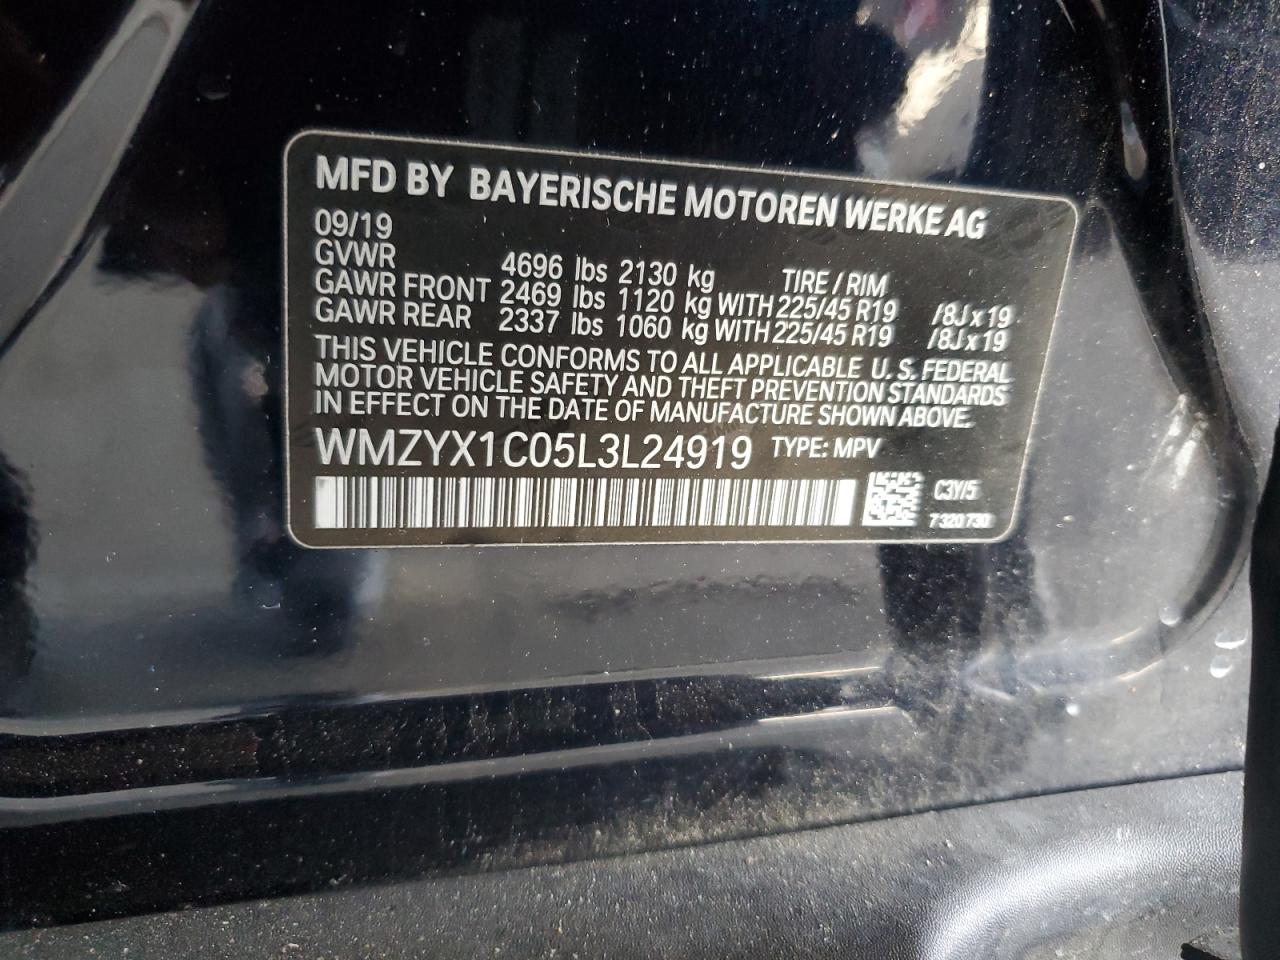 MFD BY BAYERISCHE MOTOREN WERKE AG
09/19
GVWR 4696 lbs 2130 kg TIRE / RIM
GAWR FRONT 2469 lbs 1120 kg WITH 225/45 R19 /8J x 19
GAWR REAR 2337 lbs 1060 kg WITH 225/45 R19 /8J x 19
THIS VEHICLE CONFORMS TO ALL APPLICABLE U. S. FEDERAL
MOTOR VEHICLE SAFETY AND THEFT PREVENTION STANDARDS
IN EFFECT ON THE DATE OF MANUFACTURE SHOWN ABOVE.
WMZYX1C05L3L24919 TYPE: MPV
C3Y/5
7320730